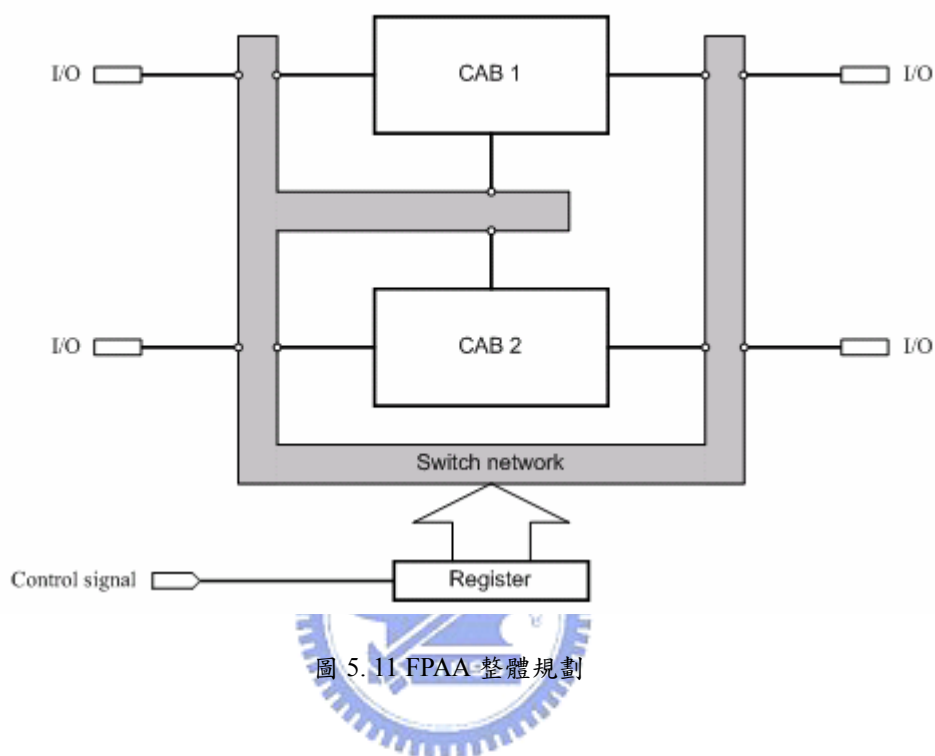 I/O CAB 1 I/O
I/O CAB 2 I/O
Switch network
Control signal Register
圖 5.11 FPAA 整體規劃